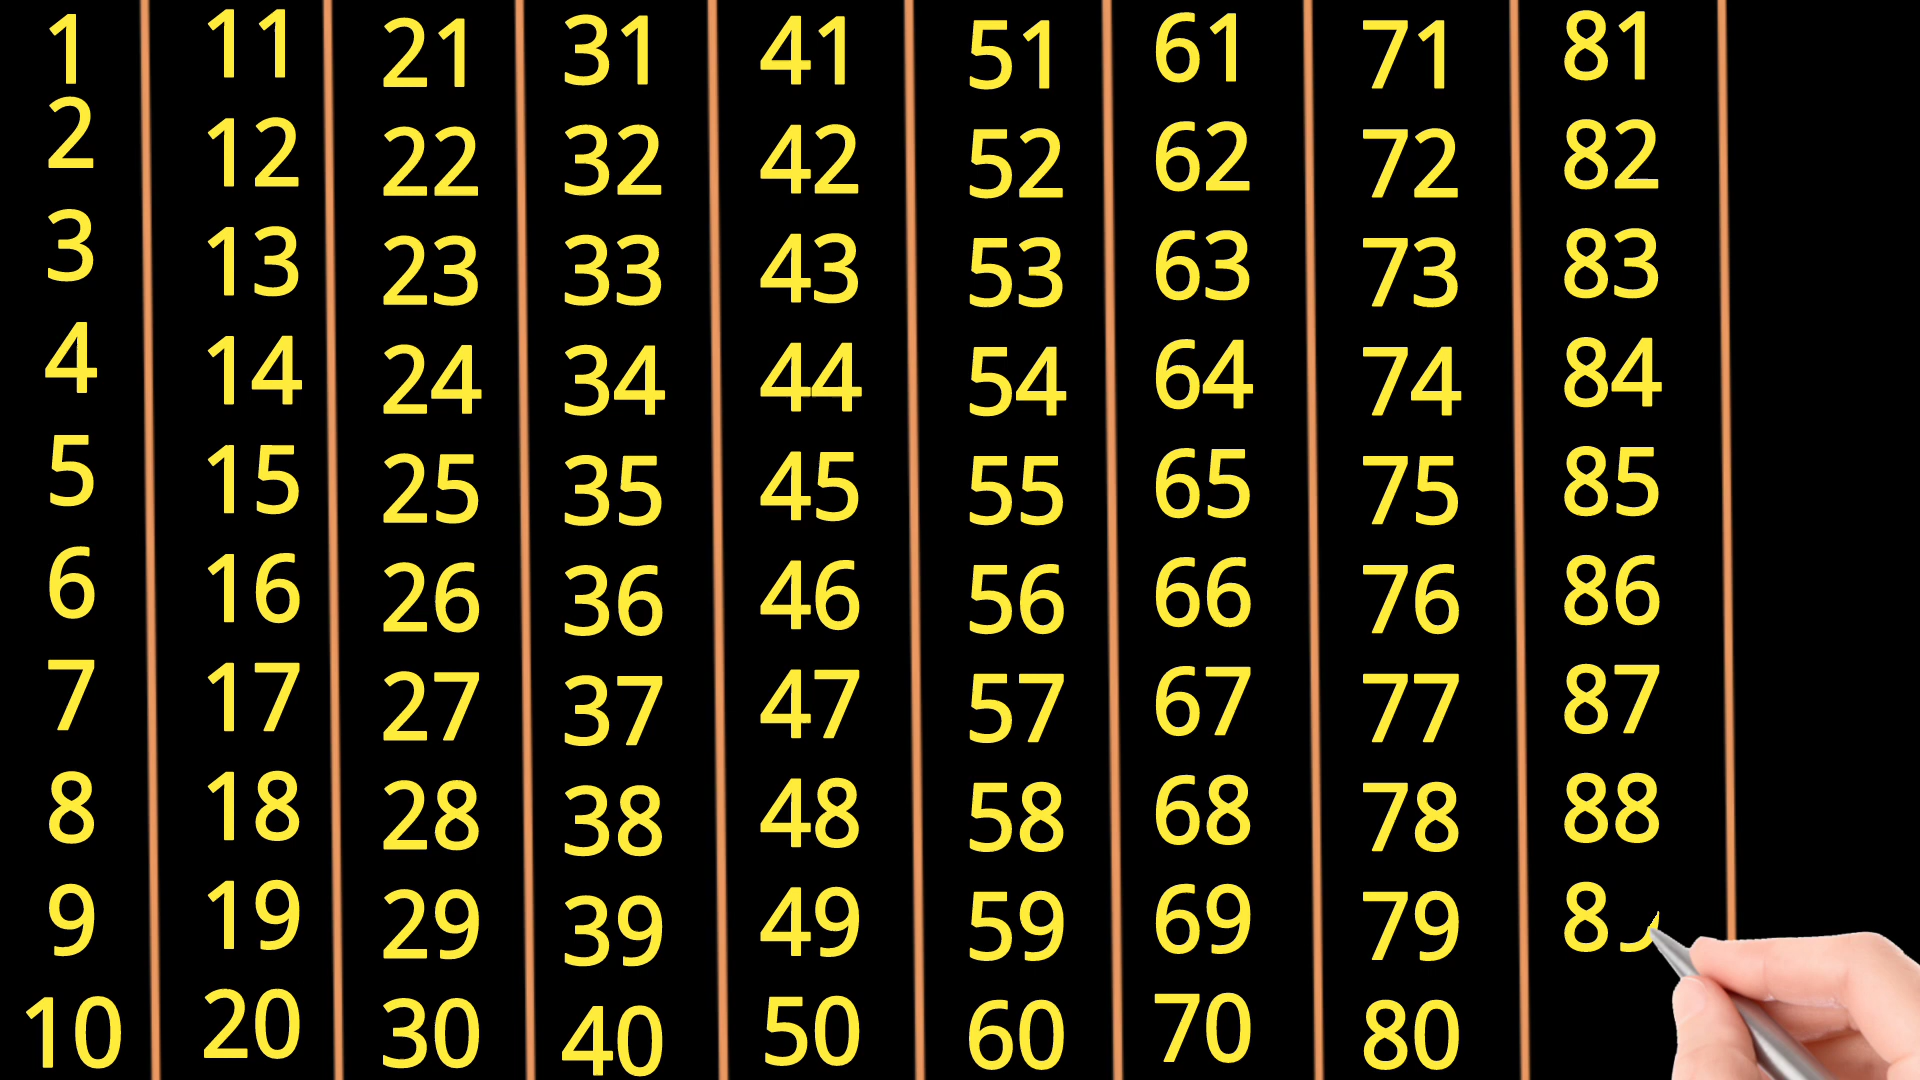 1 11 21 31 41 51 61 71 81
2 12 22 32 42 52 62 72 82
3 13 23 33 43 53 63 73 83
4 14 24 34 44 54 64 74 84
5 15 25 35 45 55 65 75 85
6 16 26 36 46 56 66 76 86
7 17 27 37 47 57 67 77 87
8 18 28 38 48 58 68 78 88
9 19 29 39 49 59 69 79 8
10 20 30 40 50 60 70 80